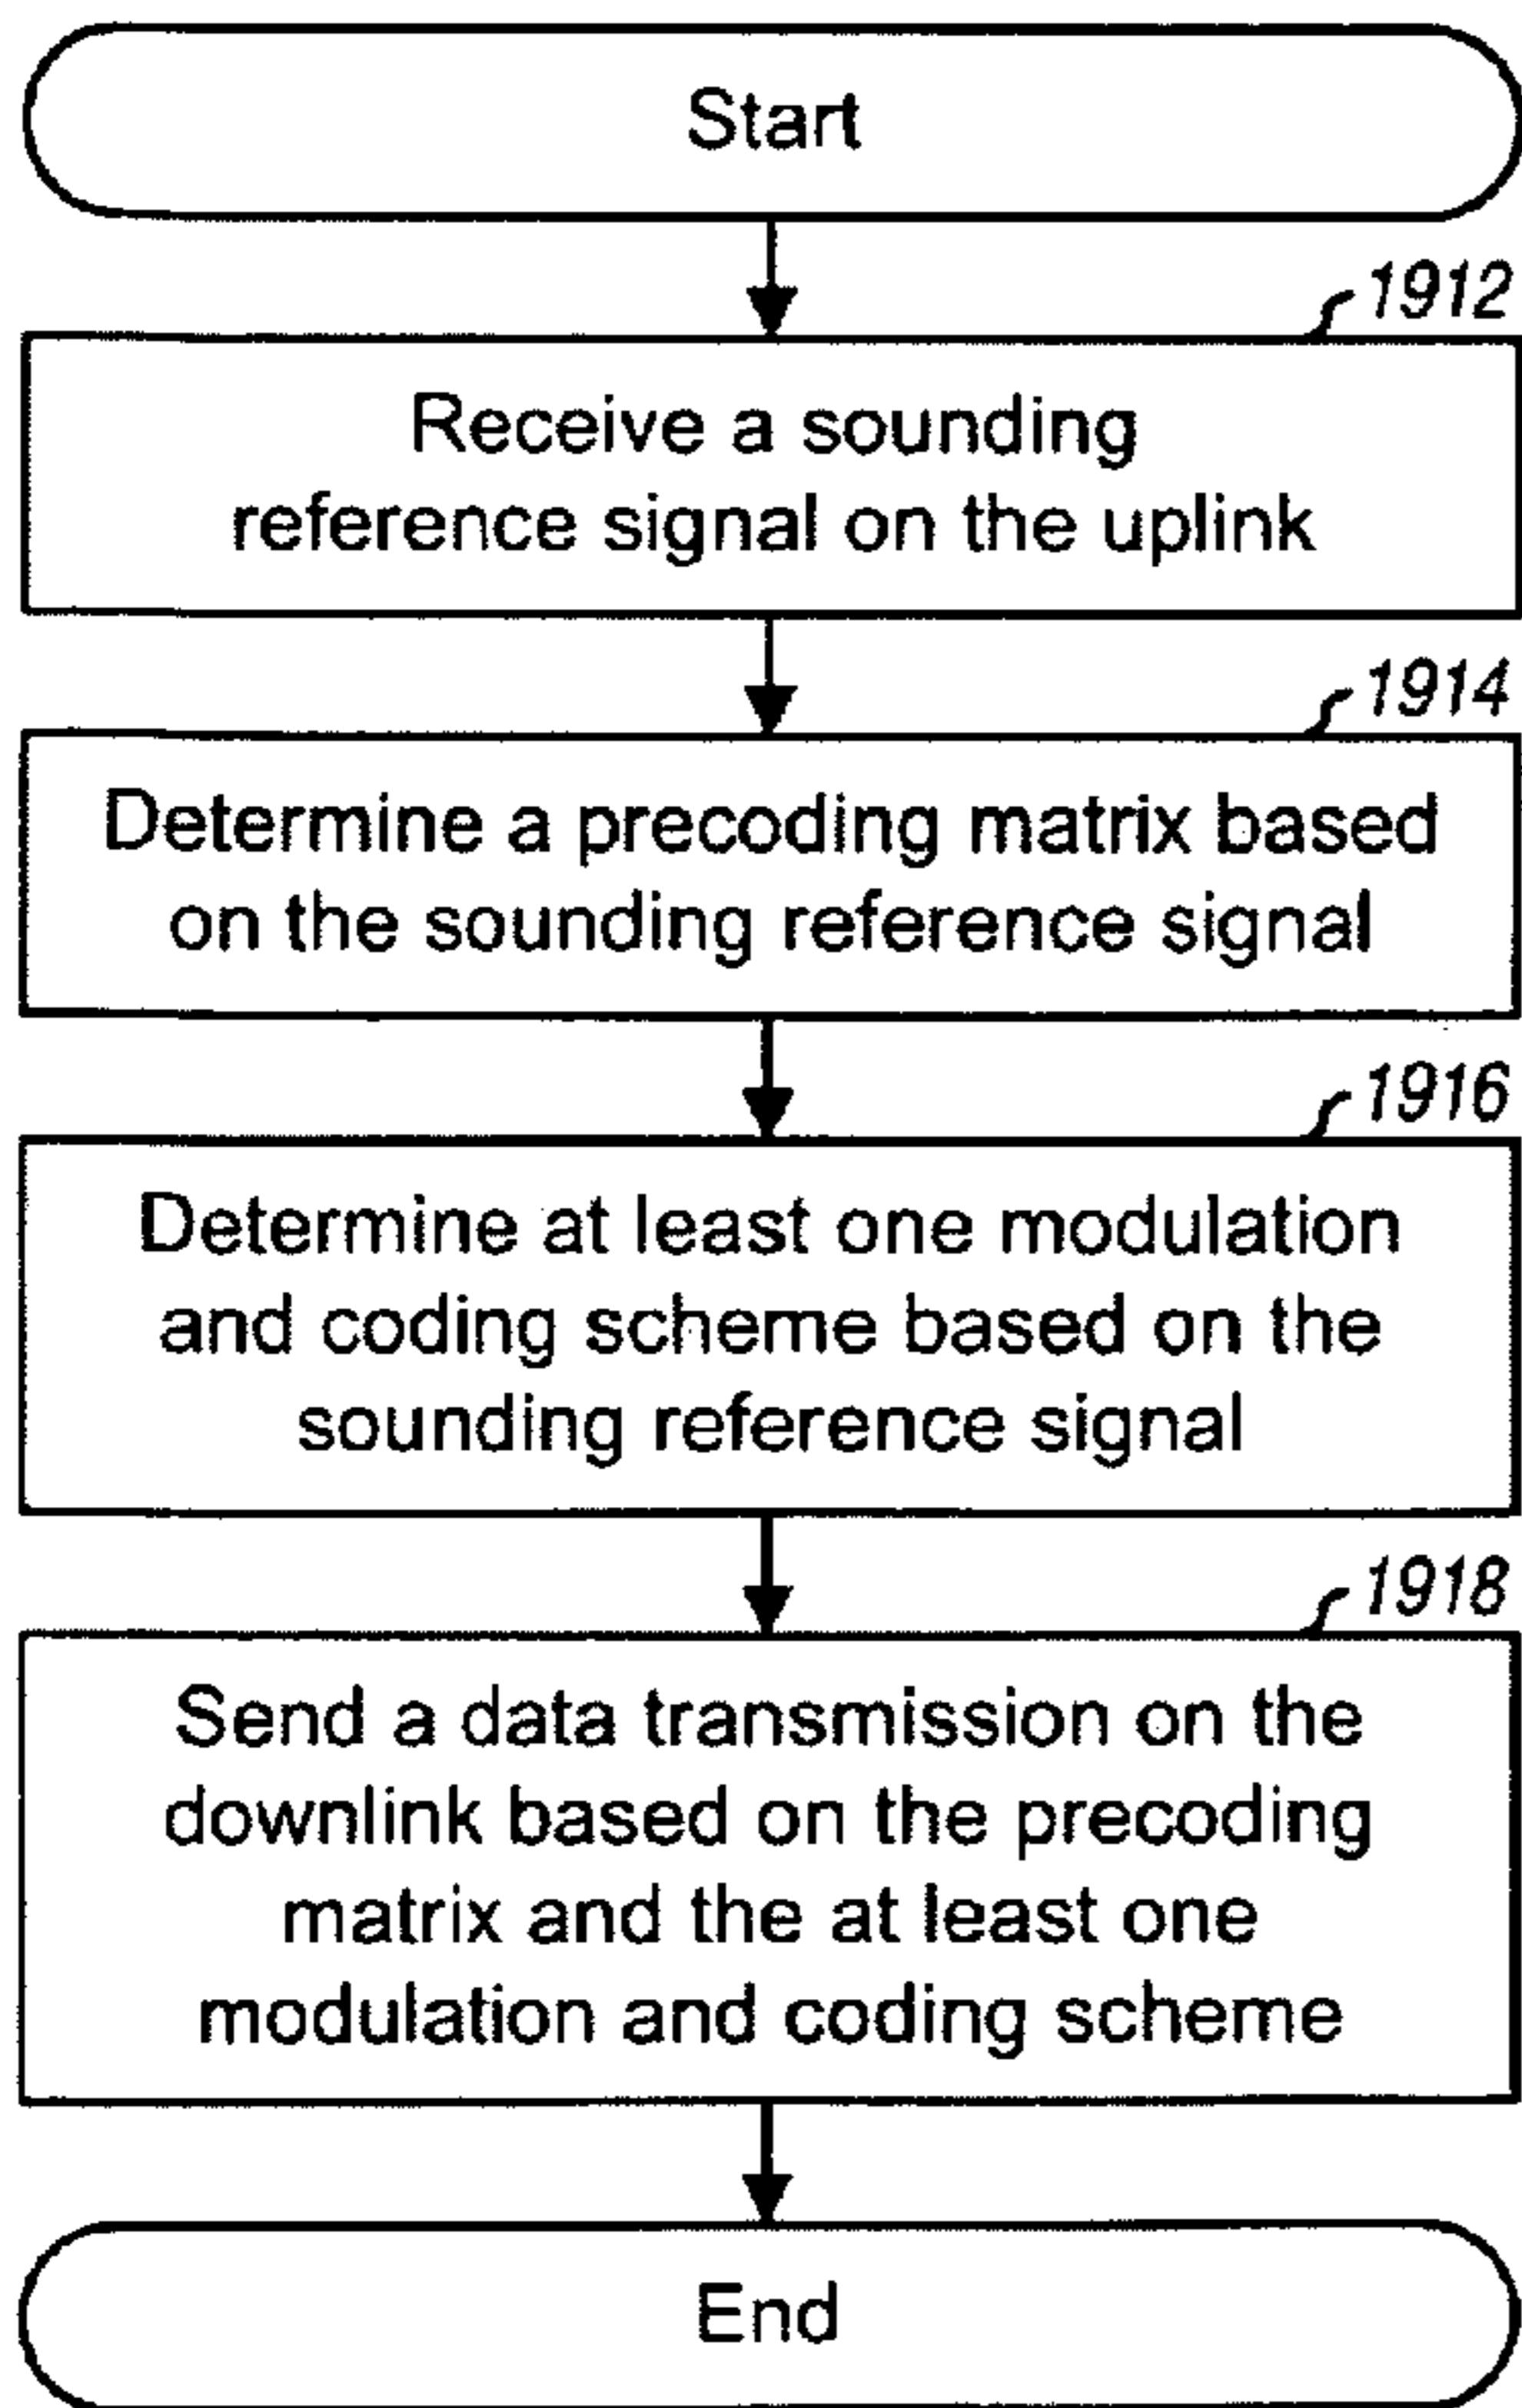 Start
1912
Receive a sounding
reference signal on the uplink
1914
Determine a precoding matrix based
on the sounding reference signal
1916
Determine at least one modulation
and coding scheme based on the
sounding reference signal
1918
Send a data transmission on the
downlink based on the precoding
matrix and the at least one
modulation and coding scheme
End